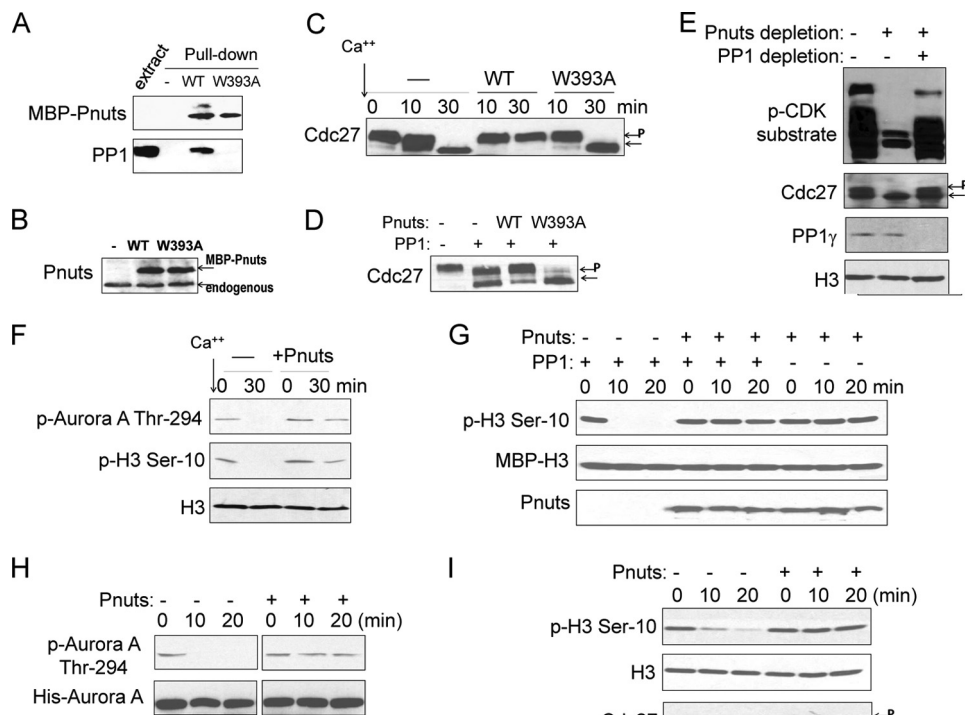 A
extract
Pull-down
- WT W393A
MBP-Pnuts
PP1
B
- WT W393A
Pnuts
MBP-Pnuts
endogenous
C
Ca++
— WT W393A
0 10 30 10 30 10 30 min
Cdc27
P
D
Pnuts: - - WT W393A
PP1: - + + +
Cdc27
P
E
Pnuts depletion: - + +
PP1 depletion: - - +
p-CDK
substrate
Cdc27
P
PP1γ
H3
F
Ca++
— +Pnuts
0 30 0 30 min
p-Aurora A Thr-294
p-H3 Ser-10
H3
G
Pnuts: - - - + + + + + +
PP1: + + + + + + - - -
0 10 20 0 10 20 0 10 20 min
p-H3 Ser-10
MBP-H3
Pnuts
H
Pnuts: - - - + + +
0 10 20 0 10 20 (min)
p-Aurora A
Thr-294
His-Aurora A
I
Pnuts: - - - + + +
0 10 20 0 10 20 (min)
p-H3 Ser-10
H3
P